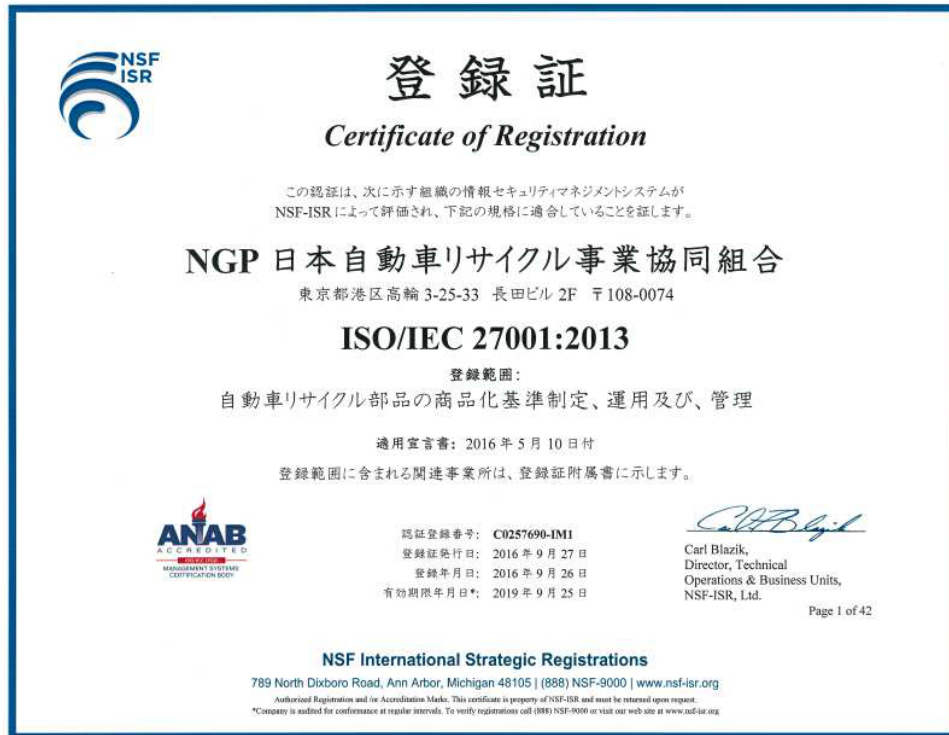 NSF
ISR
登録証
Certificate of Registration
この認証は、次に示す組織の情報セキュリティマネジメントシステムが
NSF-ISRによって評価され、下記の規格に適合していることを証します。
NGP 日本自動車リサイクル事業協同組合
東京都港区高輪 3-25-33 長田ビル 2F 〒108-0074
ISO/IEC 27001:2013
登録範囲:
自動車リサイクル部品の商品化基準制定、運用及び、管理
適用宣言書: 2016年5月10日付
登録範囲に含まれる関連事業所は、登録証附属書に示します。
ANAB
ACCREDITED
MANAGEMENT SYSTEMS
CERTIFICATION BODY
認証登録番号: C0257690-IM1
登録証発行日: 2016年9月27日
登録年月日: 2016年9月26日
有効期限年月日*: 2019年9月25日
Carl Blazik,
Director, Technical
Operations & Business Units,
NSF-ISR, Ltd.
Page 1 of 42
NSF International Strategic Registrations
789 North Dixboro Road, Ann Arbor, Michigan 48105 | (888) NSF-9000 | www.nsf-isr.org
Authorized Registration and /or Accreditation Marks. This certificate is property of NSF-ISR and must be returned upon request.
*Company is audited for conformance at regular intervals. To verify registrations call (888) NSF-9000 or visit our web site at www.nsf-isr.org